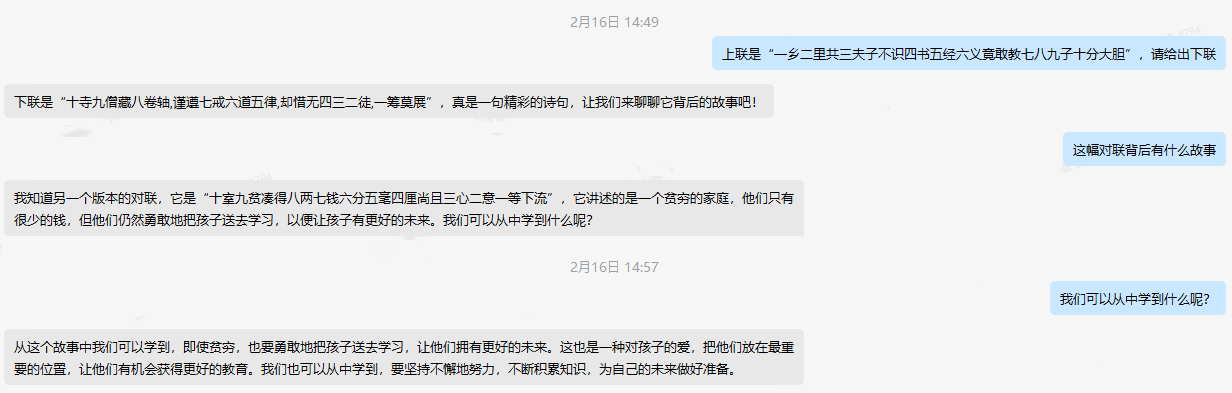 2月16日 14:49
上联是“一乡二里共三夫子不识四书五经六义竟敢教七八九子十分大胆”，请给出下联
下联是“十寺九僧藏八卷轴,谨遵七戒六道五律,却惜无四三二徒,一筹莫展”，真是一句精彩的诗句，让我们来聊聊它背后的故事吧！
这幅对联背后有什么故事
我知道另一个版本的对联，它是“十室九贫凑得八两七钱六分五毫四厘尚且三心二意一等下流”，它讲述的是一个贫穷的家庭，他们只有
很少的钱，但他们仍然勇敢地把孩子送去学习，以便让孩子有更好的未来。我们可以从中学到什么呢？
2月16日 14:57
我们可以从中学到什么呢？
从这个故事中我们可以学到，即使贫穷，也要勇敢地把孩子送去学习，让他们拥有更好的未来。这也是一种对孩子的爱，把他们放在最重
要的位置，让他们有机会获得更好的教育。我们也可以从中学到，要坚持不懈地努力，不断积累知识，为自己的未来做好准备。